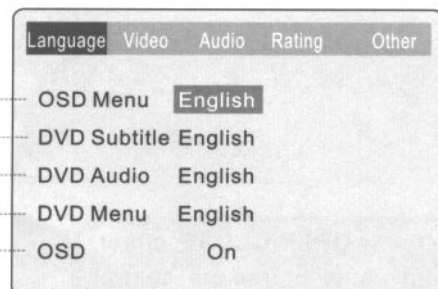 Language Video Audio Rating Other
OSD Menu English
DVD Subtitle English
DVD Audio English
DVD Menu English
OSD On